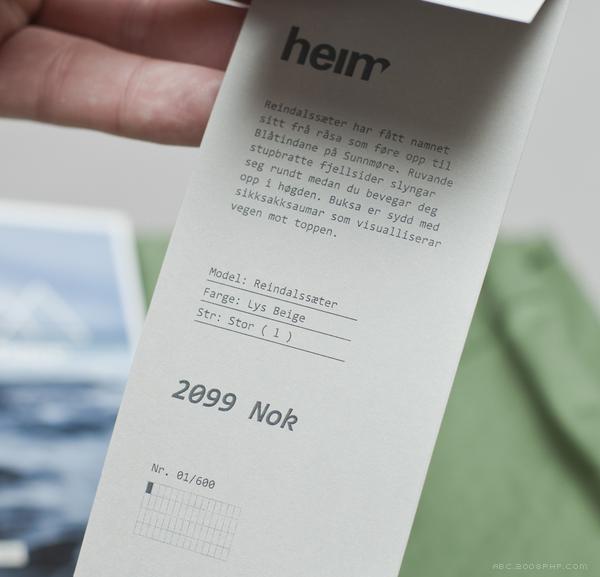 heim
Reindalssæter har fått namnet
sitt frå råsa som føre opp til
Blåtindane på Sunnmøre. Ruvande
stupbratte fjellsider slyngar
seg rundt medan du bevegar deg
opp i høgden. Buksa er sydd med
sikksakksaumar som visualliserar
vegen mot toppen.
Model: Reindalssæter
Farge: Lys Beige
Str: Stor ( l )
2099 Nok
Nr. 01/600
ABC.2008PHP.COM